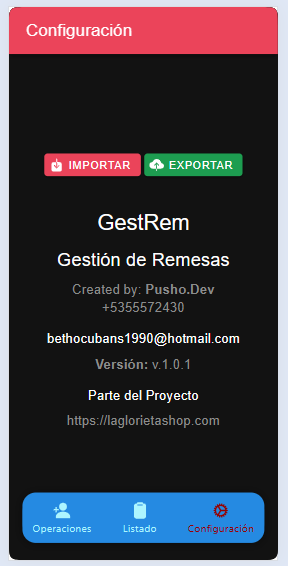 Configuración
IMPORTAR EXPORTAR
GestRem
Gestión de Remesas
Created by: Pusho.Dev
+5355572430
bethocubans1990@hotmail.com
Versión: v.1.0.1
Parte del Proyecto
https://laglorietashop.com
Operaciones Listado Configuración